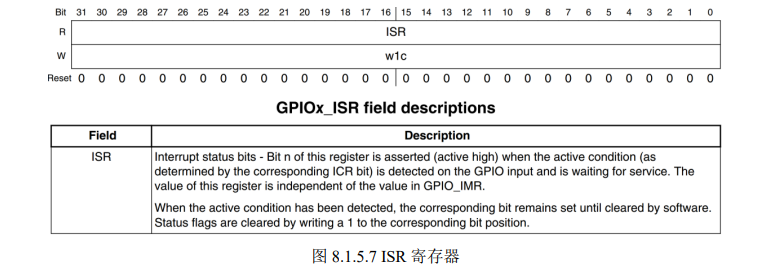 Bit 31 30 29 28 27 26 25 24 23 22 21 20 19 18 17 16 15 14 13 12 11 10 9 8 7 6 5 4 3 2 1 0
R ISR
W w1c
Reset 0 0 0 0 0 0 0 0 0 0 0 0 0 0 0 0 0 0 0 0 0 0 0 0 0 0 0 0 0 0 0 0
GPIOx_ISR field descriptions
Field Description
ISR Interrupt status bits - Bit n of this register is asserted (active high) when the active condition (as
determined by the corresponding ICR bit) is detected on the GPIO input and is waiting for service. The
value of this register is independent of the value in GPIO_IMR.
When the active condition has been detected, the corresponding bit remains set until cleared by software.
Status flags are cleared by writing a 1 to the corresponding bit position.
图 8.1.5.7 ISR 寄存器